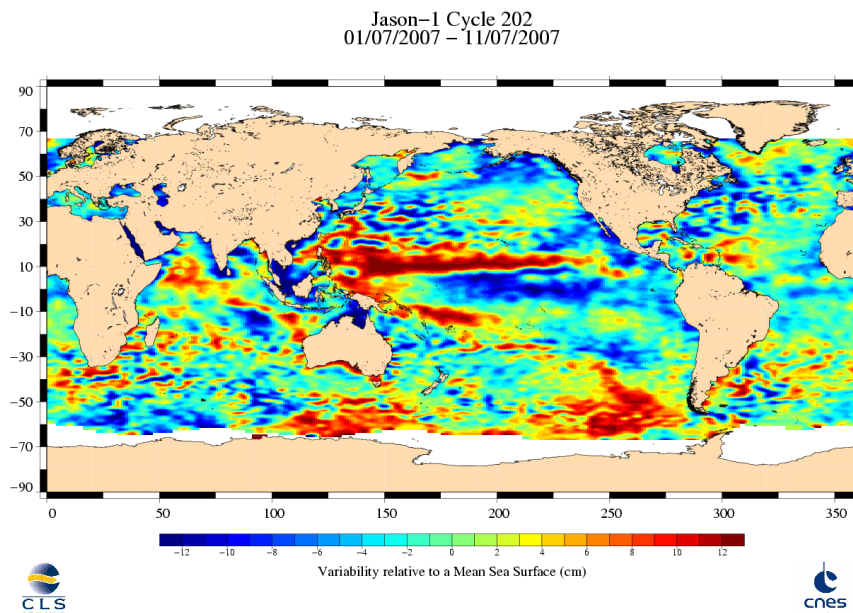 Jason-1 Cycle 202
01/07/2007 - 11/07/2007
90
70
50
30
10
-10
-30
-50
-70
-90
0 50 100 150 200 250 300 350
-12 -10 -8 -6 -4 -2 0 2 4 6 8 10 12
Variability relative to a Mean Sea Surface (cm)
CLS
cnes